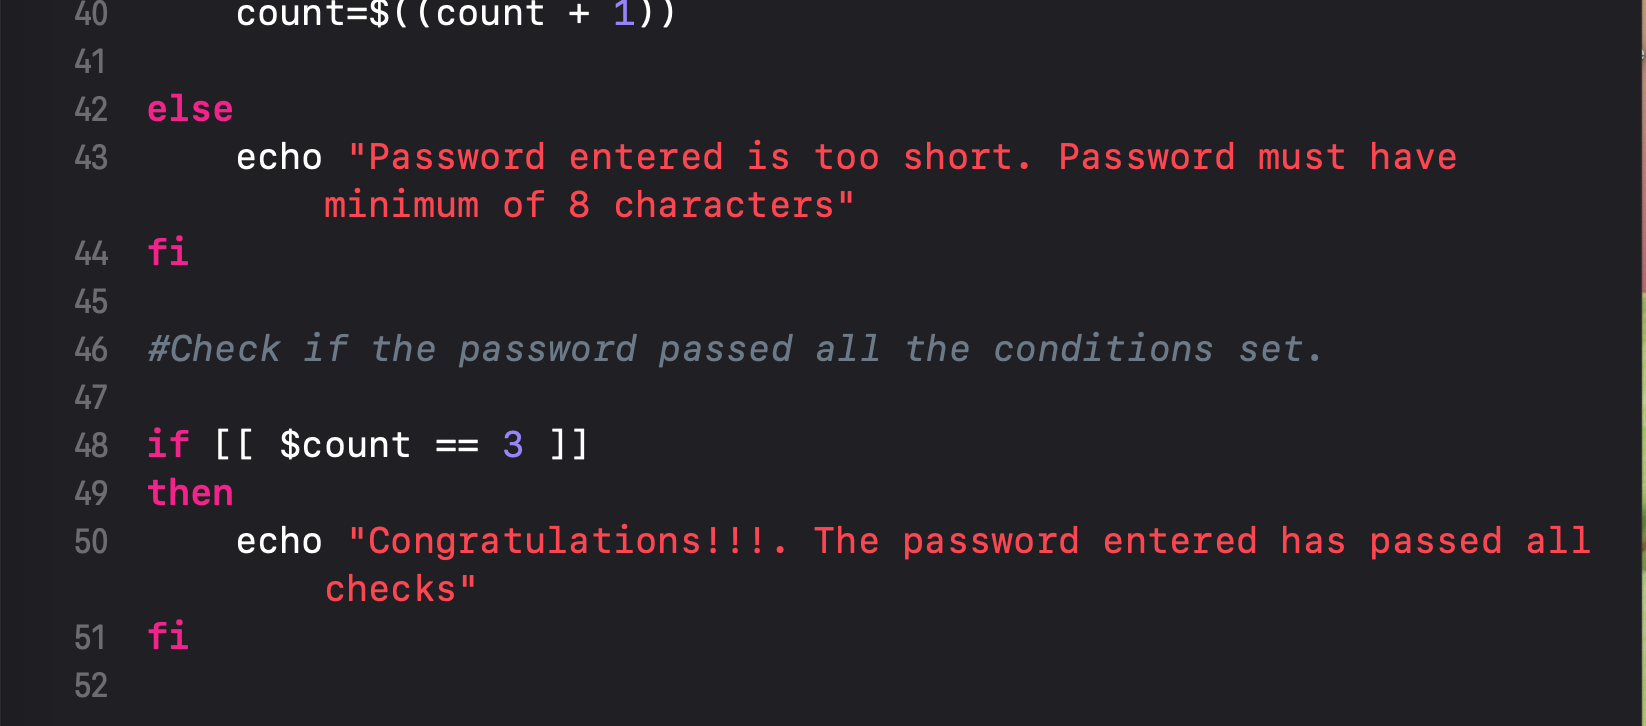 40 count=$((count + 1))
41
42 else
43 echo "Password entered is too short. Password must have
minimum of 8 characters"
44 fi
45
46 #Check if the password passed all the conditions set.
47
48 if [[ $count == 3 ]]
49 then
50 echo "Congratulations!!!. The password entered has passed all
checks"
51 fi
52